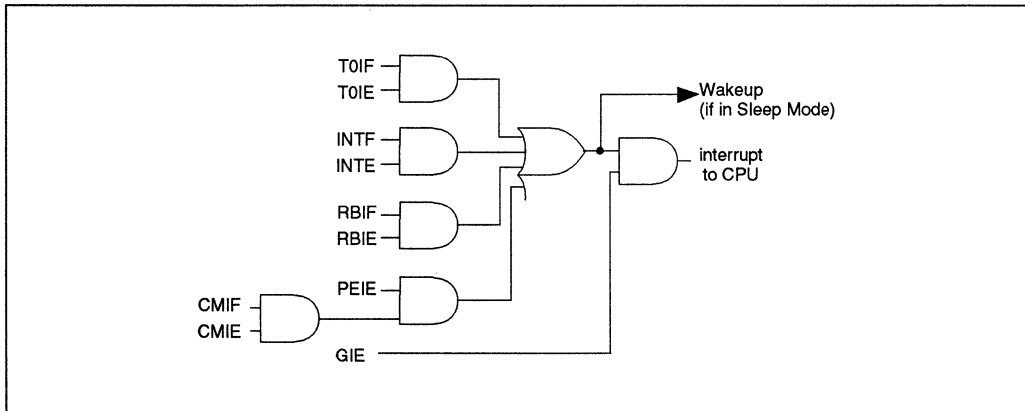 T0IF
T0IE
Wakeup
(if in Sleep Mode)
INTF
INTE
interrupt
to CPU
RBIF
RBIE
PEIE
CMIF
CMIE
GIE